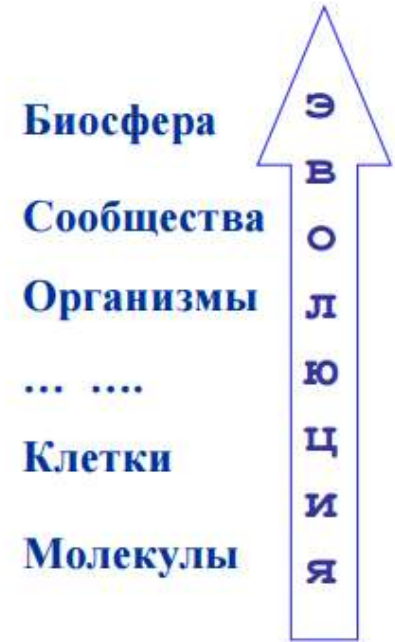 Биосфера
Сообщества
Организмы
... ....
Клетки
Молекулы
эволюция